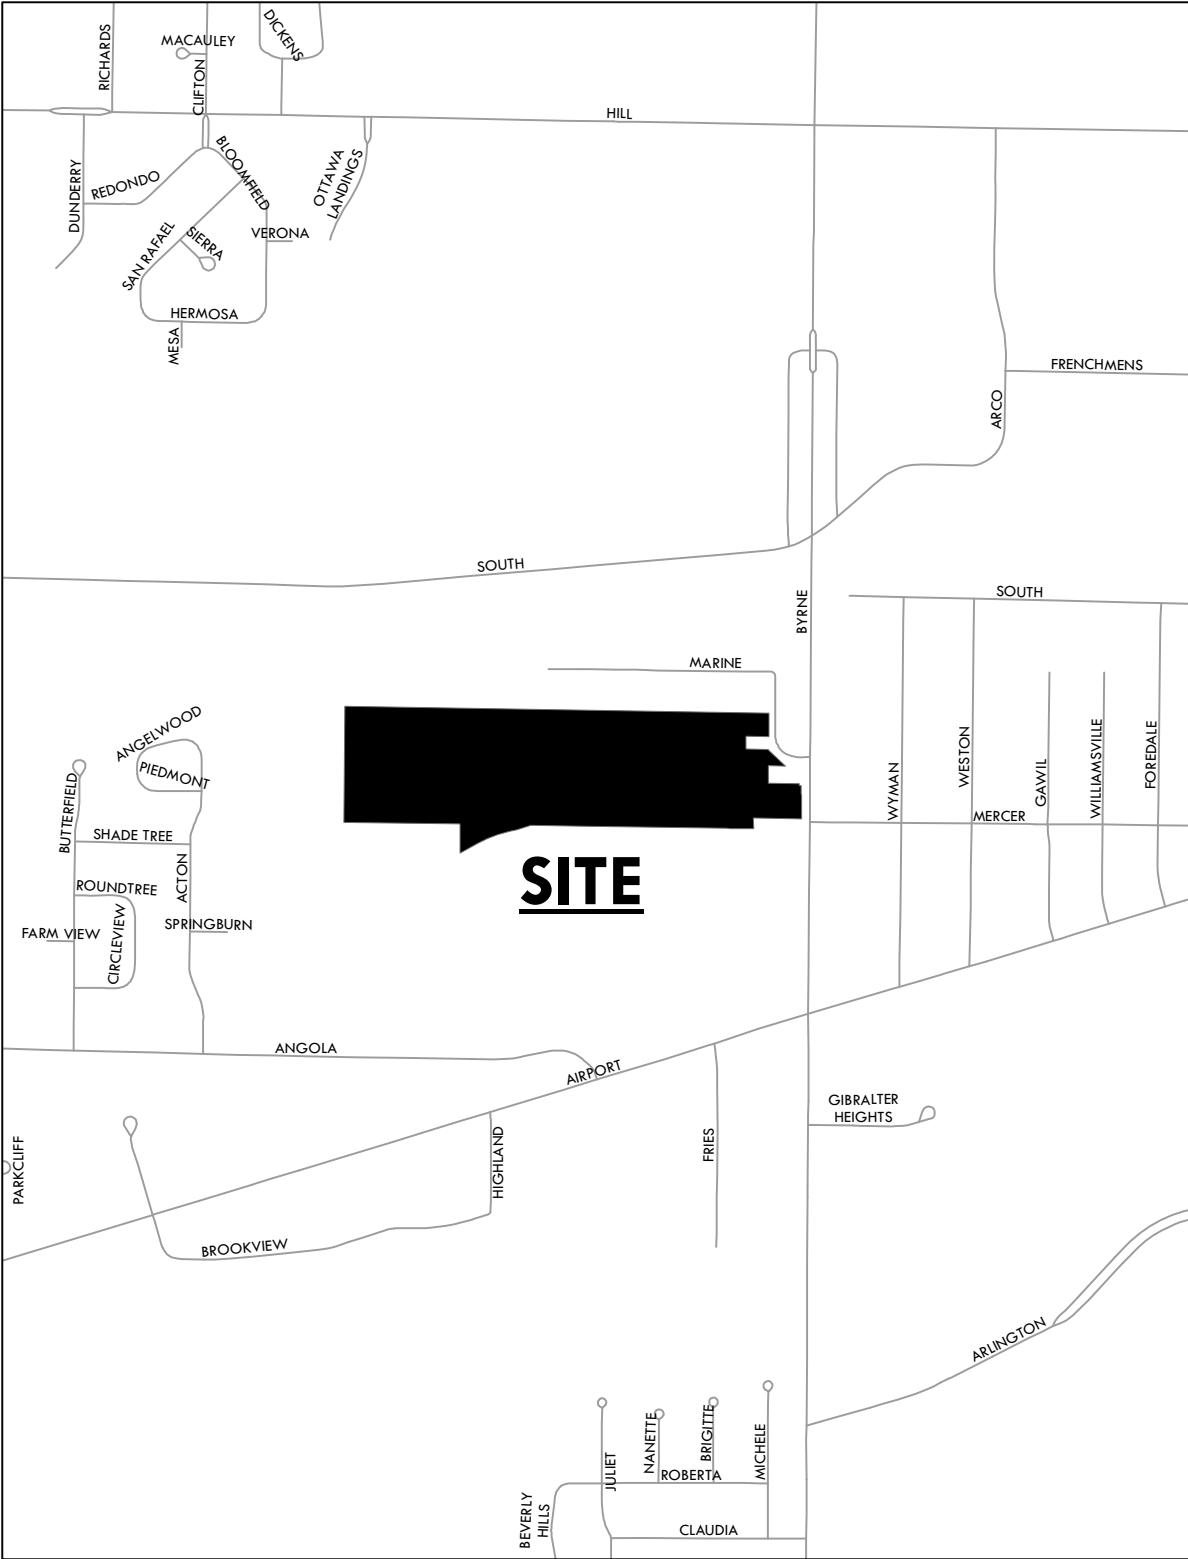 RICHARDS
MACAULEY
DICKENS
CLIFTON
HILL
DUNDERRY
REDONDO
BLOOMFIELD
OTTAWA
LANDINGS
SAN RAFAEL
SIERRA
VERONA
HERMOSA
MESA
FRENCHMENS
ARCO
SOUTH
SOUTH
BYRNE
MARINE
ANGELWOOD
PIEDMONT
BUTTERFIELD
SHADE TREE
ACTON
ROUNDTREE
CIRCLEVIEW
SPRINGBURN
FARM VIEW
SITE
WYMAN
WESTON
GAWIL
WILLIAMSVILLE
FOREDALE
MERCER
ANGOLA
AIRPORT
GIBRALTER
HEIGHTS
PARKCLIFF
HIGHLAND
FRIES
BROOKVIEW
ARLINGTON
JULIET
NANETTE
BRIGITTE
MICHELE
ROBERTA
BEVERLY
HILLS
CLAUDIA